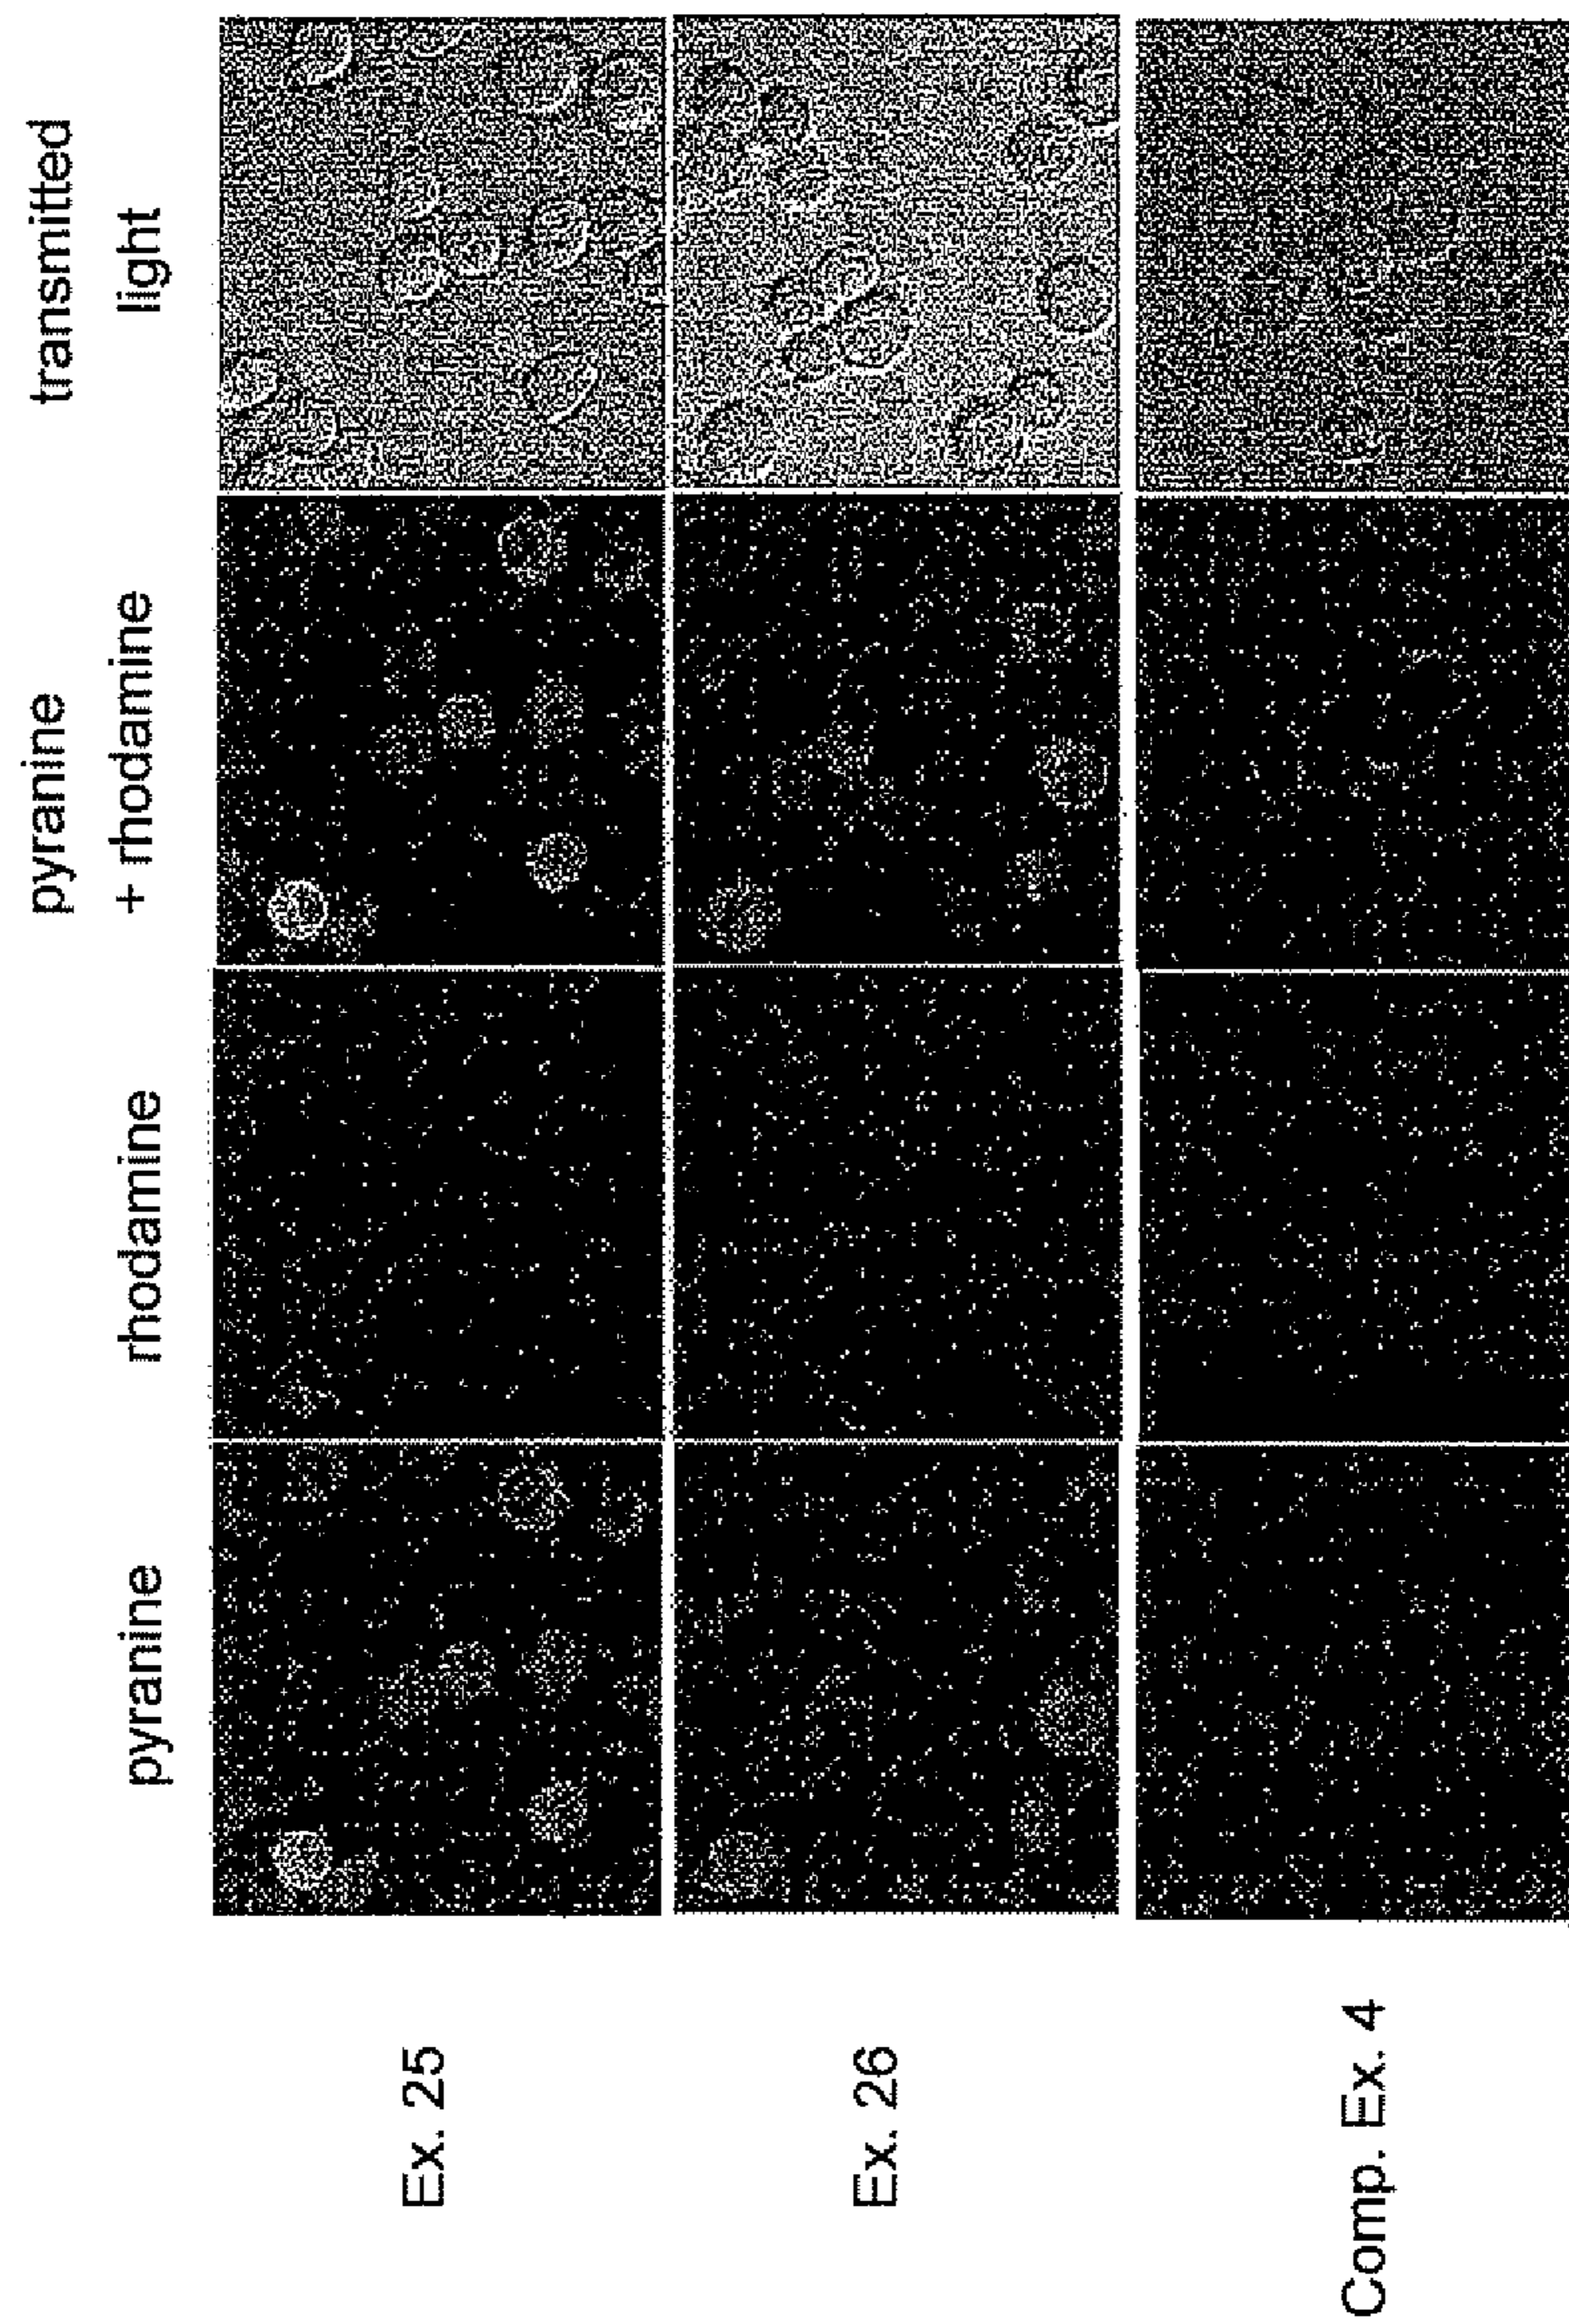 pyranine
rhodamine
pyranine
+ rhodamine
transmitted
light
Ex. 25
Ex. 26
Comp. Ex. 4